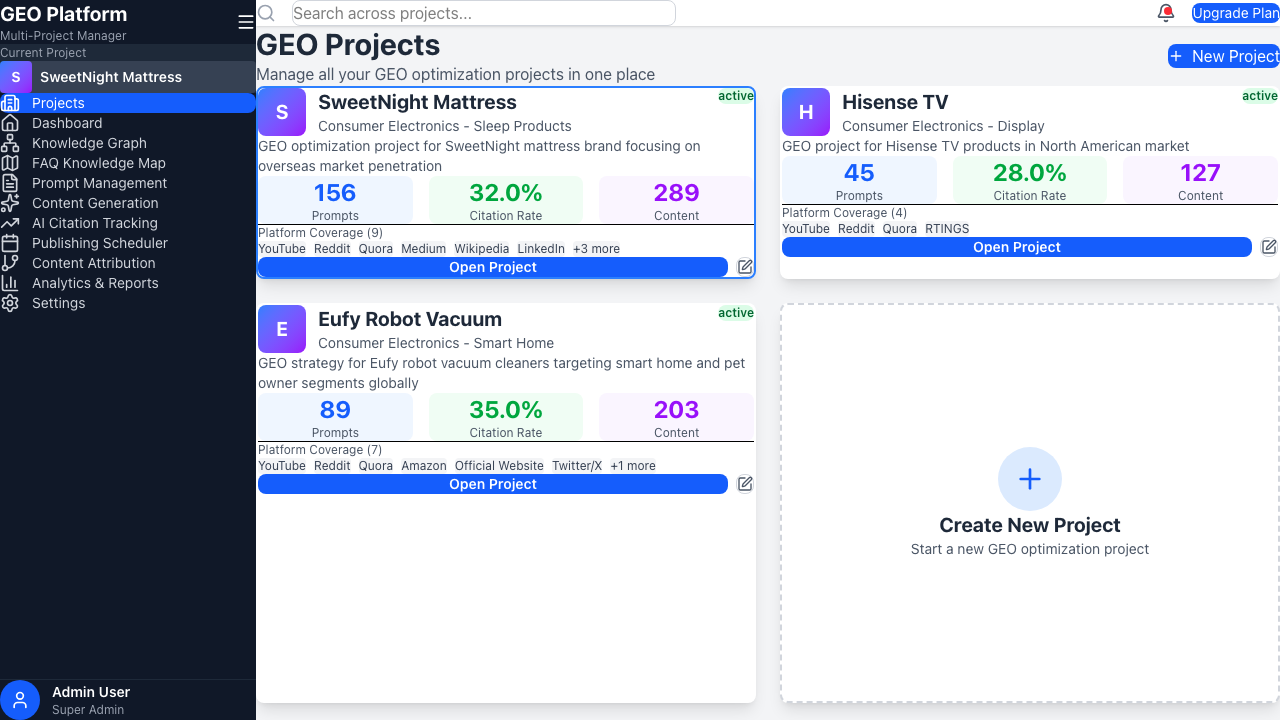 GEO Platform
Multi-Project Manager
Current Project
S
SweetNight Mattress
Projects
Dashboard
Knowledge Graph
FAQ Knowledge Map
Prompt Management
Content Generation
AI Citation Tracking
Publishing Scheduler
Content Attribution
Analytics & Reports
Settings
Admin User
Super Admin
Search across projects...
Upgrade Plan
GEO Projects
Manage all your GEO optimization projects in one place
New Project
S
SweetNight Mattress
active
Consumer Electronics - Sleep Products
GEO optimization project for SweetNight mattress brand focusing on
overseas market penetration
156 32.0% 289
Prompts Citation Rate Content
Platform Coverage (9)
YouTube Reddit Quora Medium Wikipedia LinkedIn +3 more
Open Project
H
Hisense TV
active
Consumer Electronics - Display
GEO project for Hisense TV products in North American market
45 28.0% 127
Prompts Citation Rate Content
Platform Coverage (4)
YouTube Reddit Quora RTINGS
Open Project
E
Eufy Robot Vacuum
active
Consumer Electronics - Smart Home
GEO strategy for Eufy robot vacuum cleaners targeting smart home and pet
owner segments globally
89 35.0% 203
Prompts Citation Rate Content
Platform Coverage (7)
YouTube Reddit Quora Amazon Official Website Twitter/X +1 more
Open Project
Create New Project
Start a new GEO optimization project